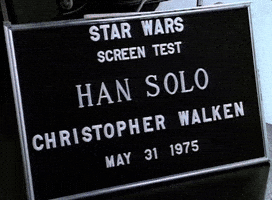 STAR WARS
SCREEN TEST
HAN SOLO
CHRISTOPHER WALKEN
MAY 31 1975